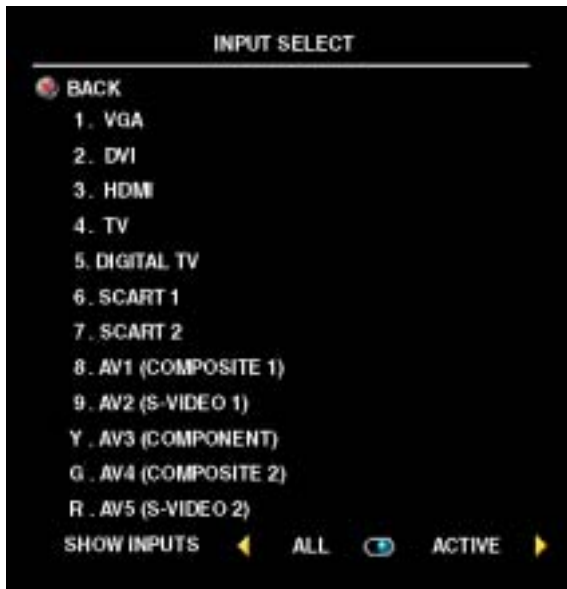 INPUT SELECT
BACK
1. VGA
2. DVI
3. HDMI
4. TV
5. DIGITAL TV
6. SCART 1
7. SCART 2
8. AV1 (COMPOSITE 1)
9. AV2 (S-VIDEO 1)
Y. AV3 (COMPONENT)
G. AV4 (COMPOSITE 2)
R. AV5 (S-VIDEO 2)
SHOW INPUTS ALL ACTIVE